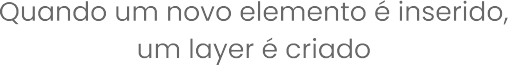 Quando um novo elemento é inserido,
um layer é criado